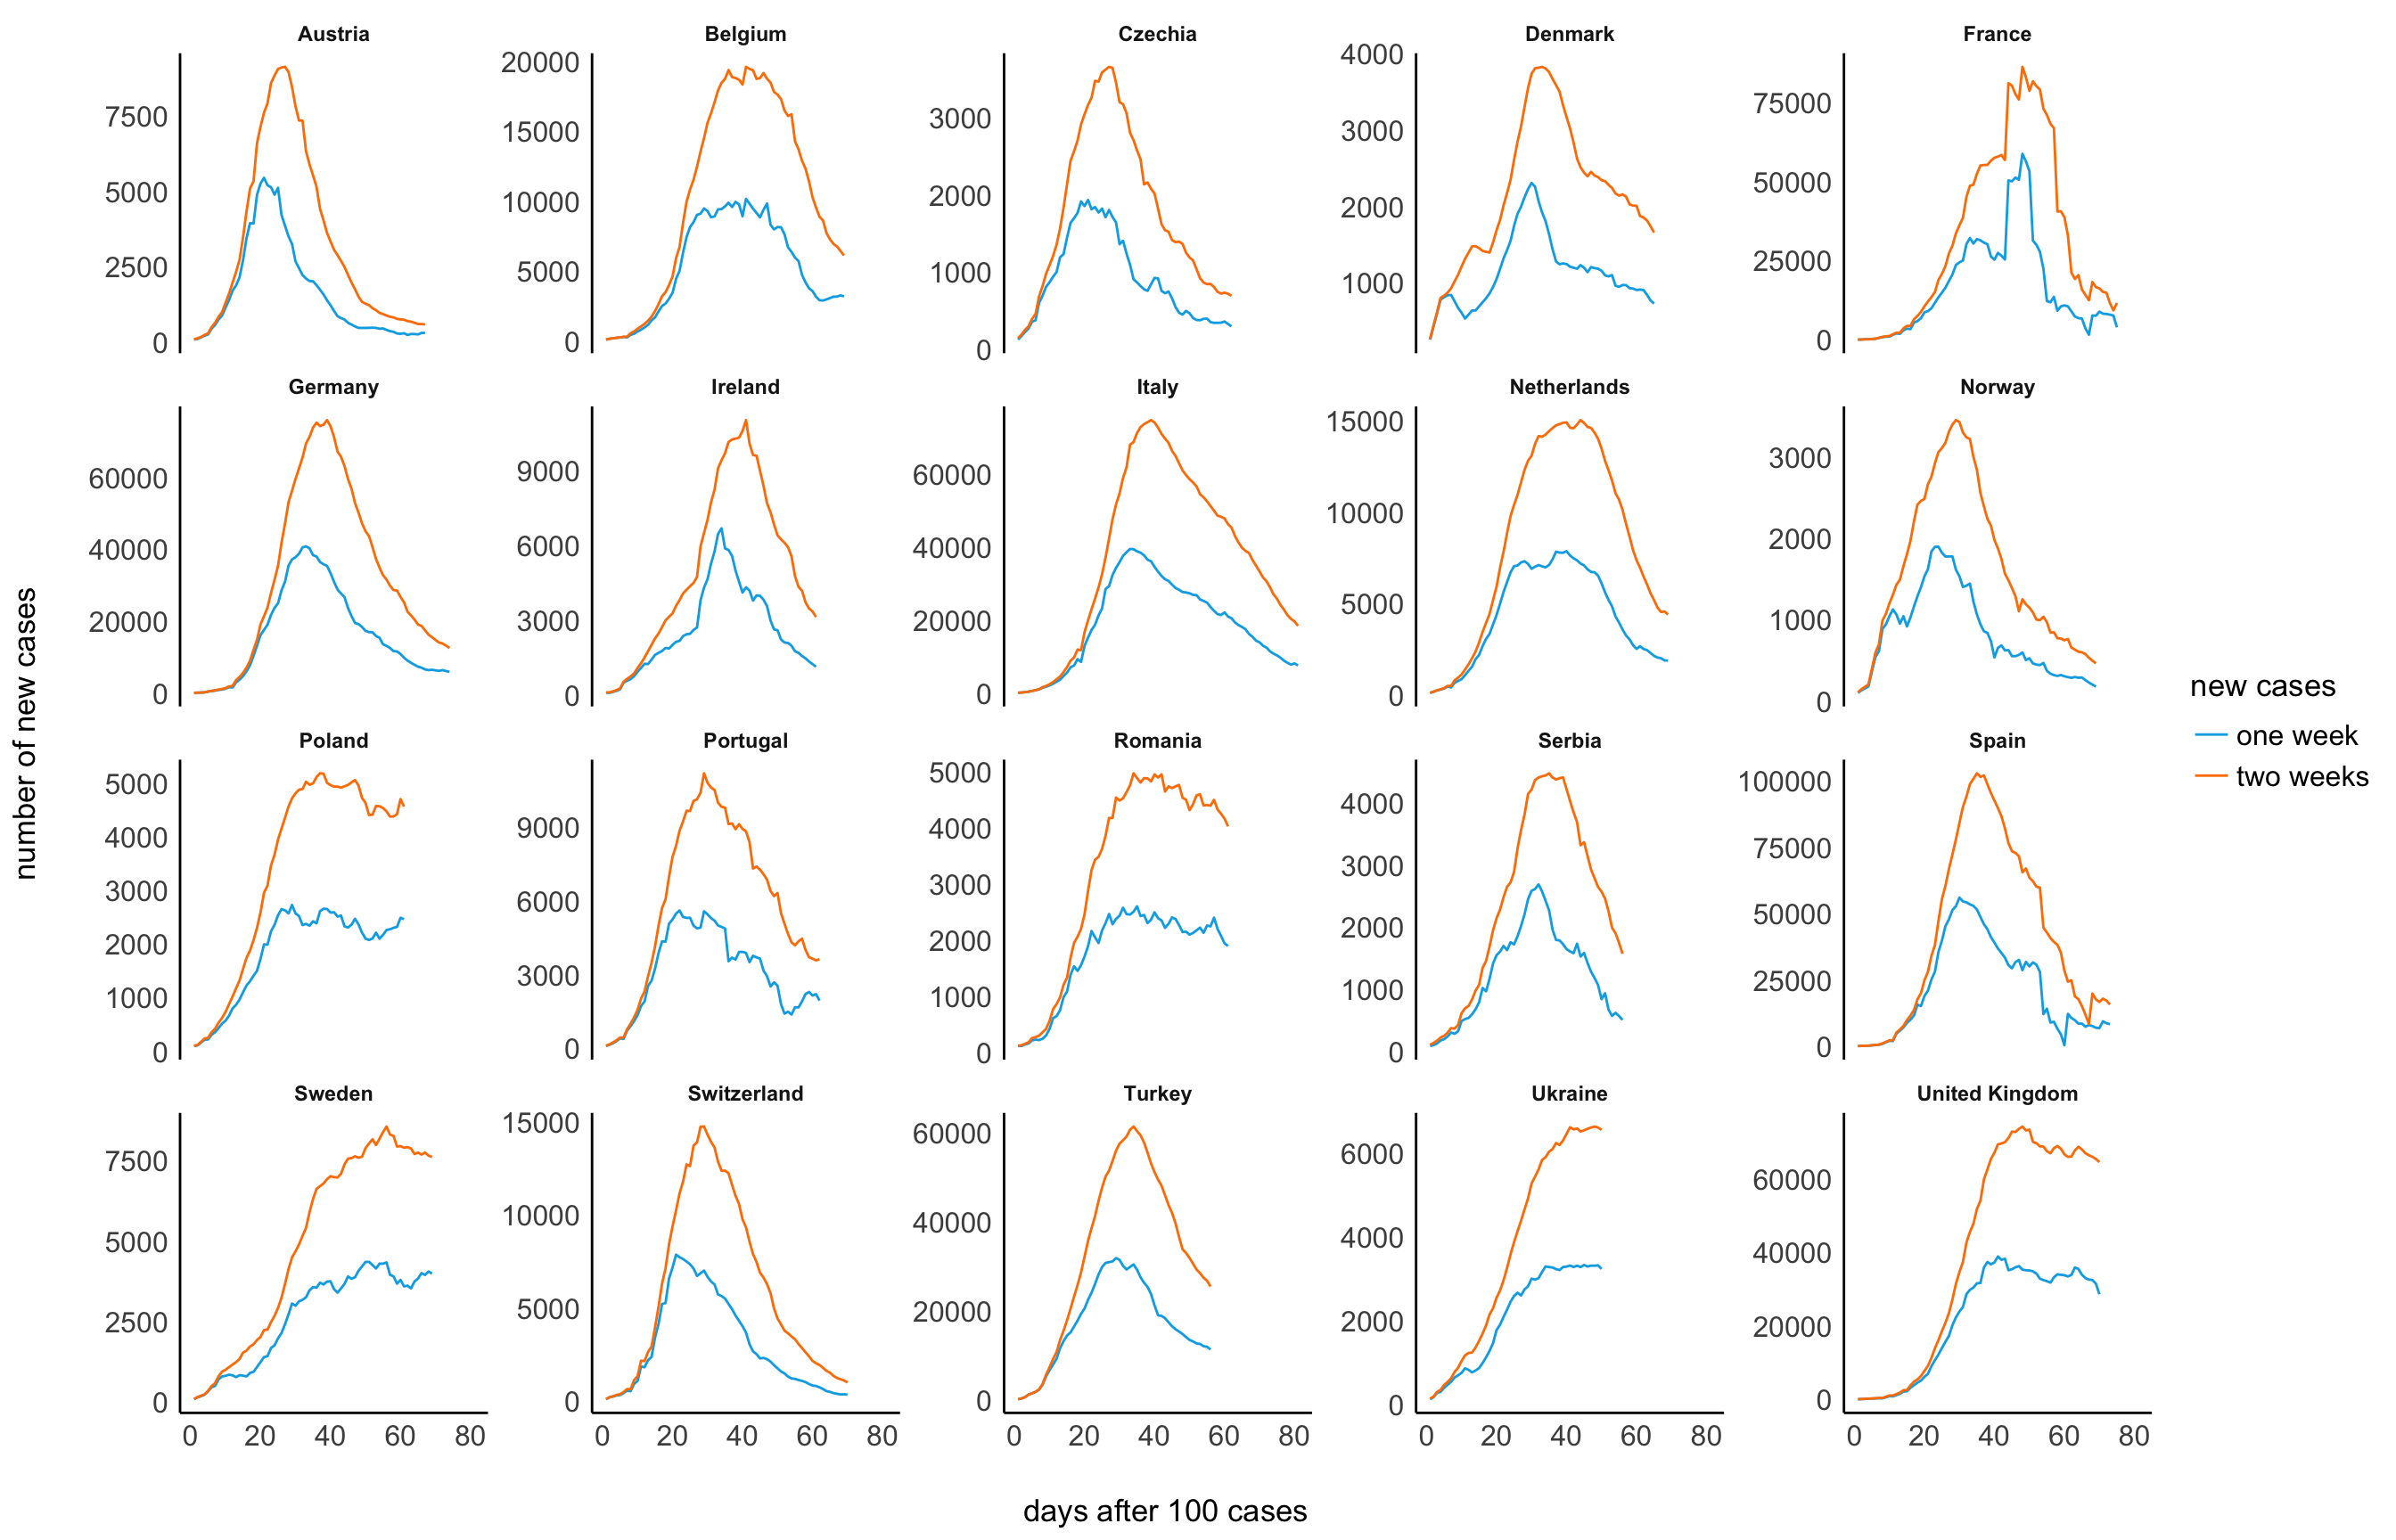 Austria
Belgium
Czechia
Denmark
France
7500
5000
2500
0
20000
15000
10000
5000
0
3000
2000
1000
0
4000
3000
2000
1000
75000
50000
25000
0
Germany
Ireland
Italy
Netherlands
Norway
60000
40000
20000
0
9000
6000
3000
0
60000
40000
20000
0
15000
10000
5000
0
3000
2000
1000
0
Poland
Portugal
Romania
Serbia
Spain
5000
4000
3000
2000
1000
0
9000
6000
3000
0
5000
4000
3000
2000
1000
0
4000
3000
2000
1000
0
100000
75000
50000
25000
0
Sweden
Switzerland
Turkey
Ukraine
United Kingdom
7500
5000
2500
0
15000
10000
5000
0
60000
40000
20000
0
6000
4000
2000
0
60000
40000
20000
0
0 20 40 60 80
0 20 40 60 80
0 20 40 60 80
0 20 40 60 80
0 20 40 60 80
days after 100 cases
number of new cases
new cases
one week
two weeks